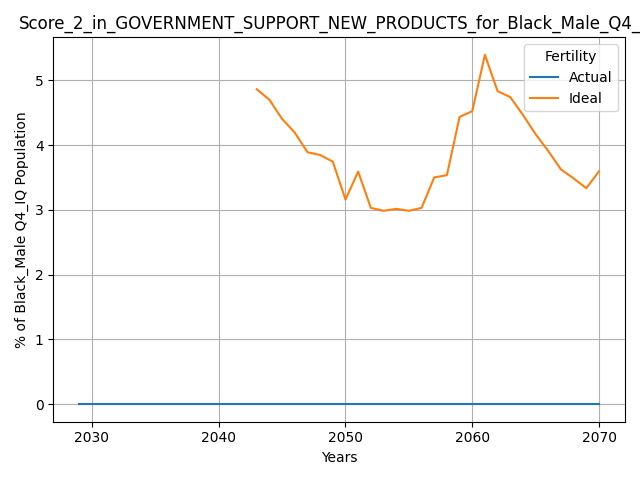 Score_2_in_GOVERNMENT_SUPPORT_NEW_PRODUCTS_for_Black_Male_Q4_
Fertility
Actual
Ideal
% of Black_Male Q4_IQ Population
5
4
3
2
1
0
2030 2040 2050 2060 2070
Years